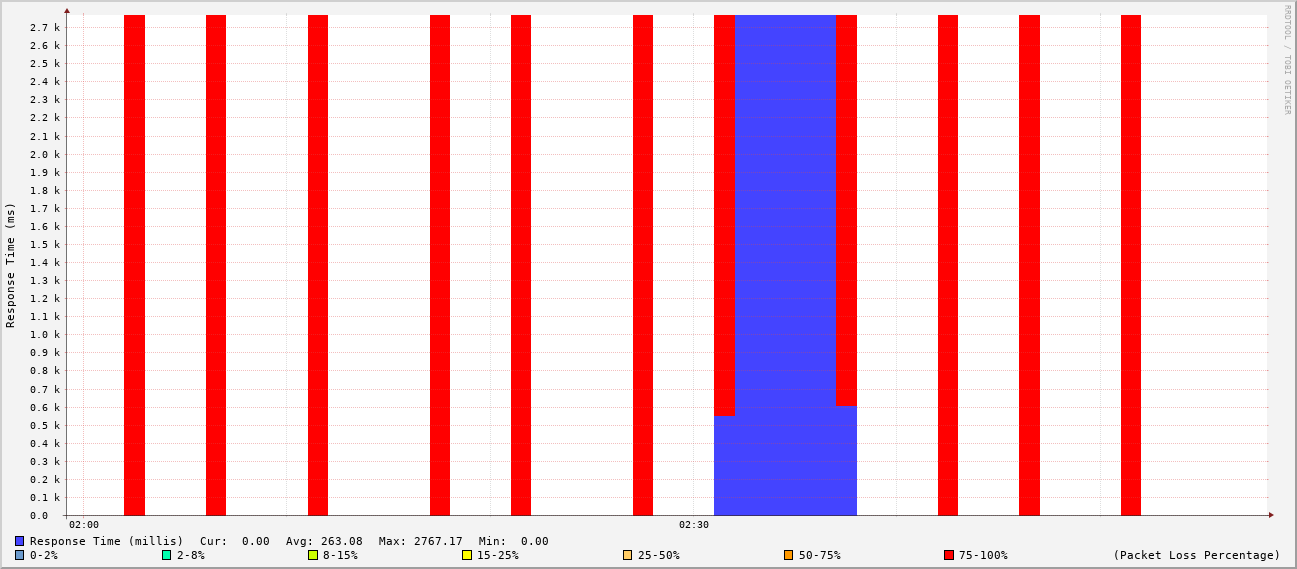 RRDTOOL / TOBI OETIKER
Response Time (ms)
2.7 k
2.6 k
2.5 k
2.4 k
2.3 k
2.2 k
2.1 k
2.0 k
1.9 k
1.8 k
1.7 k
1.6 k
1.5 k
1.4 k
1.3 k
1.2 k
1.1 k
1.0 k
0.9 k
0.8 k
0.7 k
0.6 k
0.5 k
0.4 k
0.3 k
0.2 k
0.1 k
0.0
02:00 02:30
Response Time (millis) Cur: 0.00 Avg: 263.08 Max: 2767.17 Min: 0.00
0-2% 2-8% 8-15% 15-25% 25-50% 50-75% 75-100% (Packet Loss Percentage)